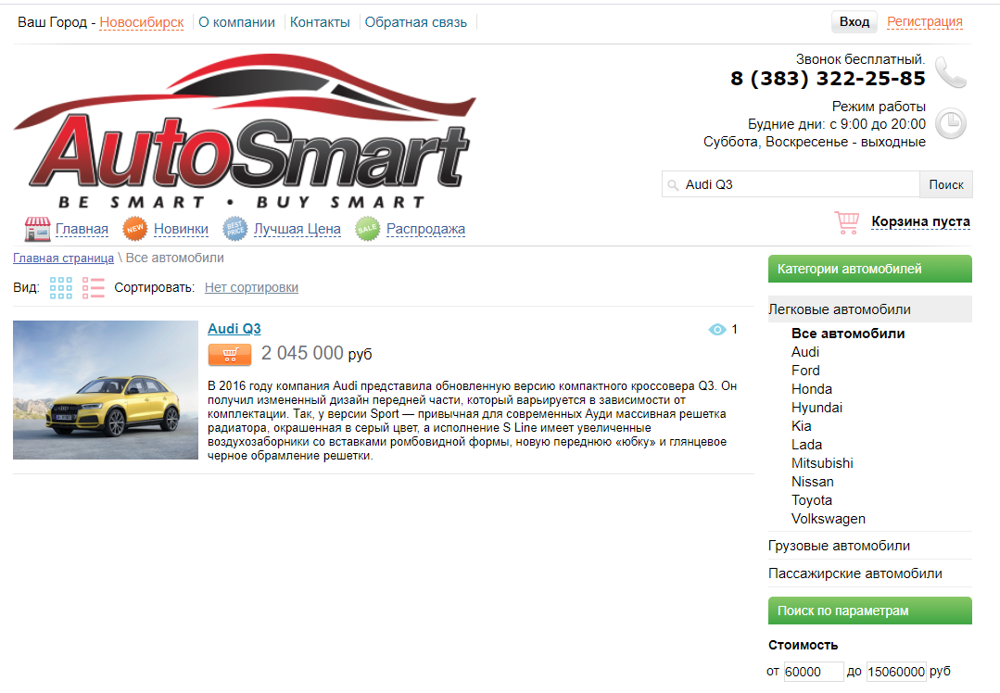 Ваш Город - Новосибирск О компании Контакты Обратная связь Вход Регистрация
Звонок бесплатный.
8 (383) 322-25-85
Режим работы
Будние дни: с 9:00 до 20:00
Суббота, Воскресенье - выходные
AutoSmart
BE SMART • BUY SMART
Audi Q3 Поиск
Главная NEW Новинки BEST PRICE Лучшая Цена SALE Распродажа
Корзина пуста
Главная страница \ Все автомобили
Вид: Сортировать: Нет сортировки
Audi Q3 1
2 045 000 руб
В 2016 году компания Audi представила обновленную версию компактного кроссовера Q3. Он
получил измененный дизайн передней части, который варьируется в зависимости от
комплектации. Так, у версии Sport — привычная для современных Ауди массивная решетка
радиатора, окрашенная в серый цвет, а исполнение S Line имеет увеличенные
воздухозаборники со вставками ромбовидной формы, новую переднюю «юбку» и глянцевое
черное обрамление решетки.
Категории автомобилей
Легковые автомобили
Все автомобили
Audi
Ford
Honda
Hyundai
Kia
Lada
Mitsubishi
Nissan
Toyota
Volkswagen
Грузовые автомобили
Пассажирские автомобили
Поиск по параметрам
Стоимость
от 60000 до 15060000 руб